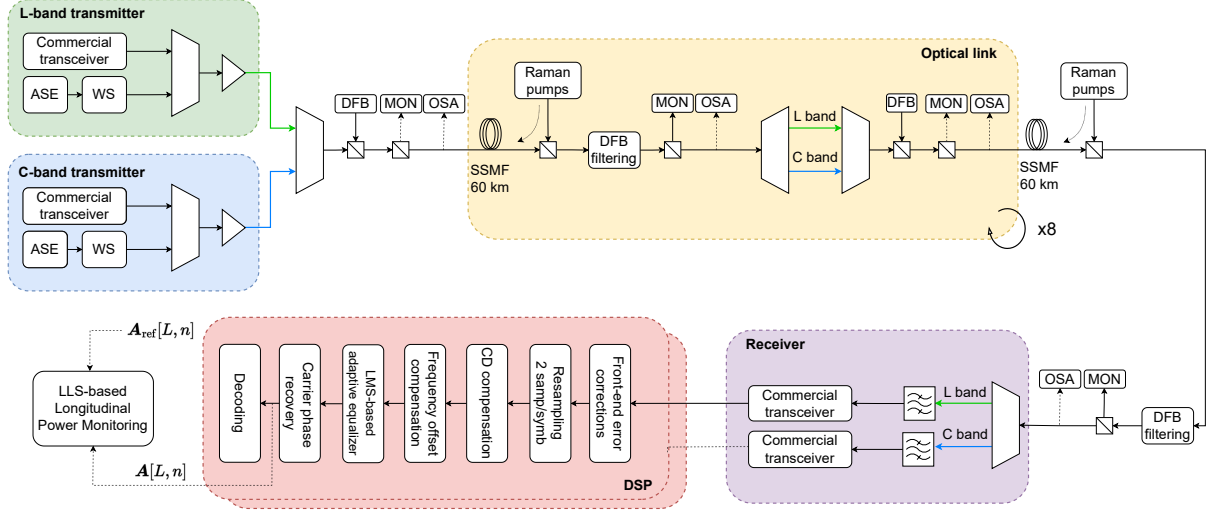 L-band transmitter
Commercial
transceiver
ASE
WS
C-band transmitter
Commercial
transceiver
ASE
WS
DFB
MON
OSA
Optical link
Raman
pumps
SSMF
60 km
DFB
filtering
MON
OSA
L band
C band
DFB
MON
OSA
x8
Raman
pumps
SSMF
60 km
DFB
filtering
MON
OSA
Receiver
L band
C band
Commercial
transceiver
Commercial
transceiver
DSP
Front-end error
corrections
Resampling
2 samp/symb
CD compensation
Frequency offset
compensation
LMS-based
adaptive equalizer
Carrier phase
recovery
Decoding
A_ref[L, n]
LLS-based
Longitudinal
Power Monitoring
A[L, n]